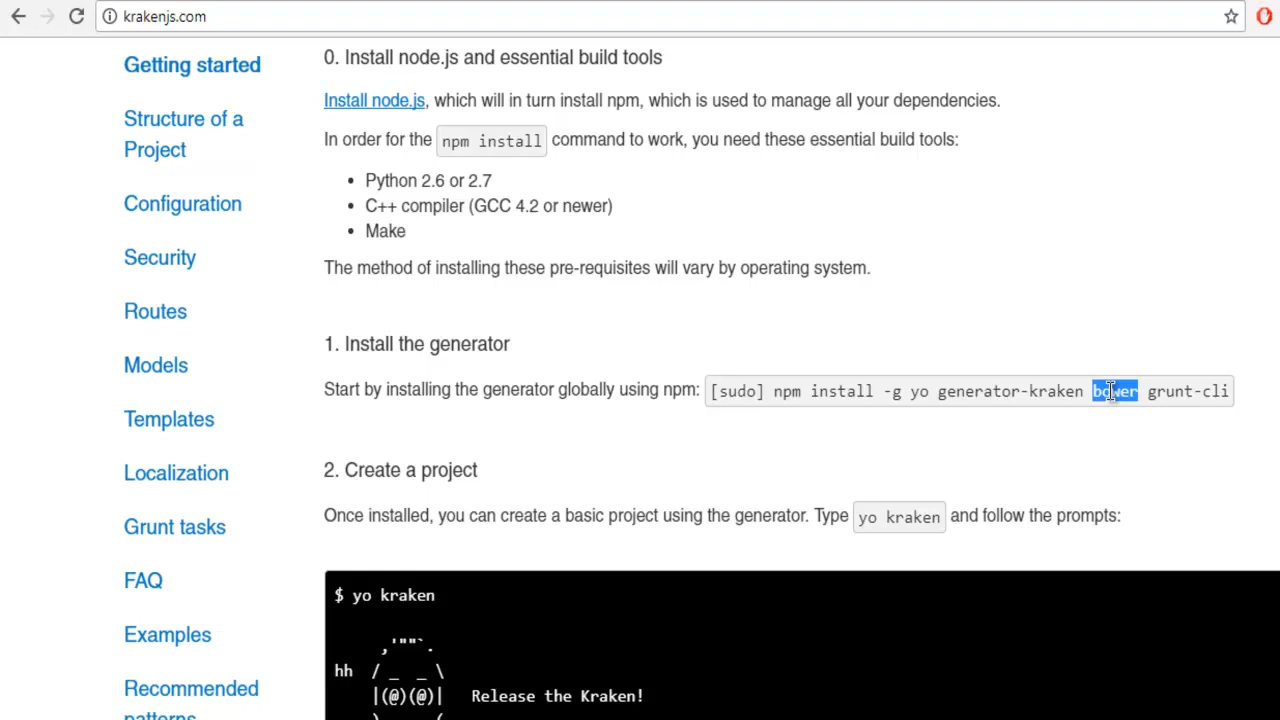 krakenjs.com
Getting started
Structure of a
Project
Configuration
Security
Routes
Models
Templates
Localization
Grunt tasks
FAQ
Examples
Recommended
patterns
0. Install node.js and essential build tools
Install node.js, which will in turn install npm, which is used to manage all your dependencies.
In order for the npm install command to work, you need these essential build tools:
• Python 2.6 or 2.7
• C++ compiler (GCC 4.2 or newer)
• Make
The method of installing these pre-requisites will vary by operating system.
1. Install the generator
Start by installing the generator globally using npm: [sudo] npm install -g yo generator-kraken bower grunt-cli
2. Create a project
Once installed, you can create a basic project using the generator. Type yo kraken and follow the prompts:
$ yo kraken
,'""`.
hh / _ _ \
|(@)(@)| Release the Kraken!
) (